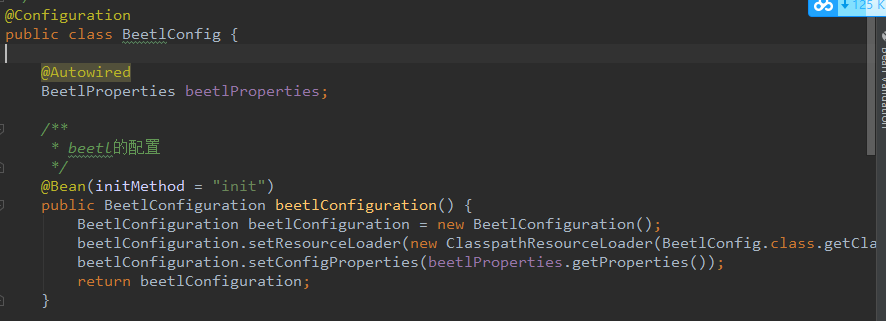 @Configuration
public class BeetlConfig {
@Autowired
BeetlProperties beetlProperties;
/**
* beetl的配置
*/
@Bean(initMethod = "init")
public BeetlConfiguration beetlConfiguration() {
BeetlConfiguration beetlConfiguration = new BeetlConfiguration();
beetlConfiguration.setResourceLoader(new ClasspathResourceLoader(BeetlConfig.class.getCla
beetlConfiguration.setConfigProperties(beetlProperties.getProperties());
return beetlConfiguration;
}
125 K
Bean Validation